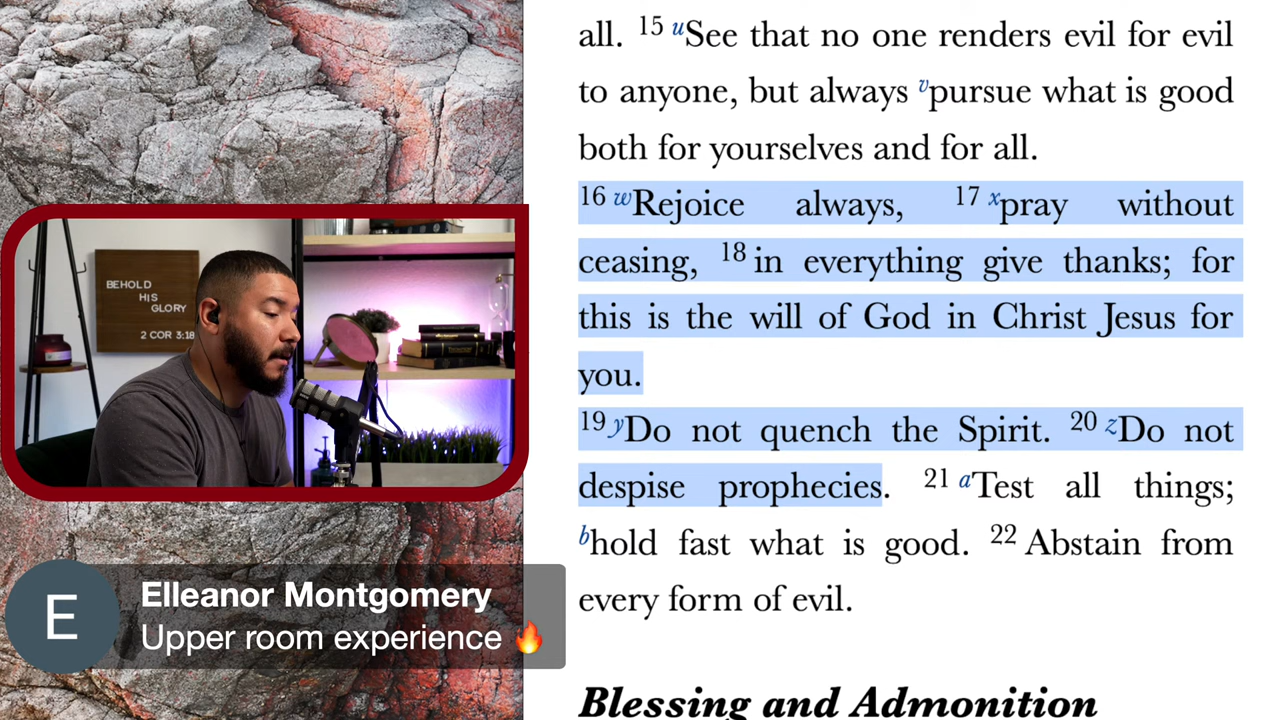 all. 15 uSee that no one renders evil for evil
to anyone, but always vpursue what is good
both for yourselves and for all.
16 wRejoice always, 17 xpray without
ceasing, 18 in everything give thanks; for
this is the will of God in Christ Jesus for
you.
19 yDo not quench the Spirit. 20 zDo not
despise prophecies. 21 aTest all things;
bhold fast what is good. 22 Abstain from
every form of evil.
Blessing and Admonition
BEHOLD
HIS
GLORY
2 COR 3:18
E
Elleanor Montgomery
Upper room experience 🔥